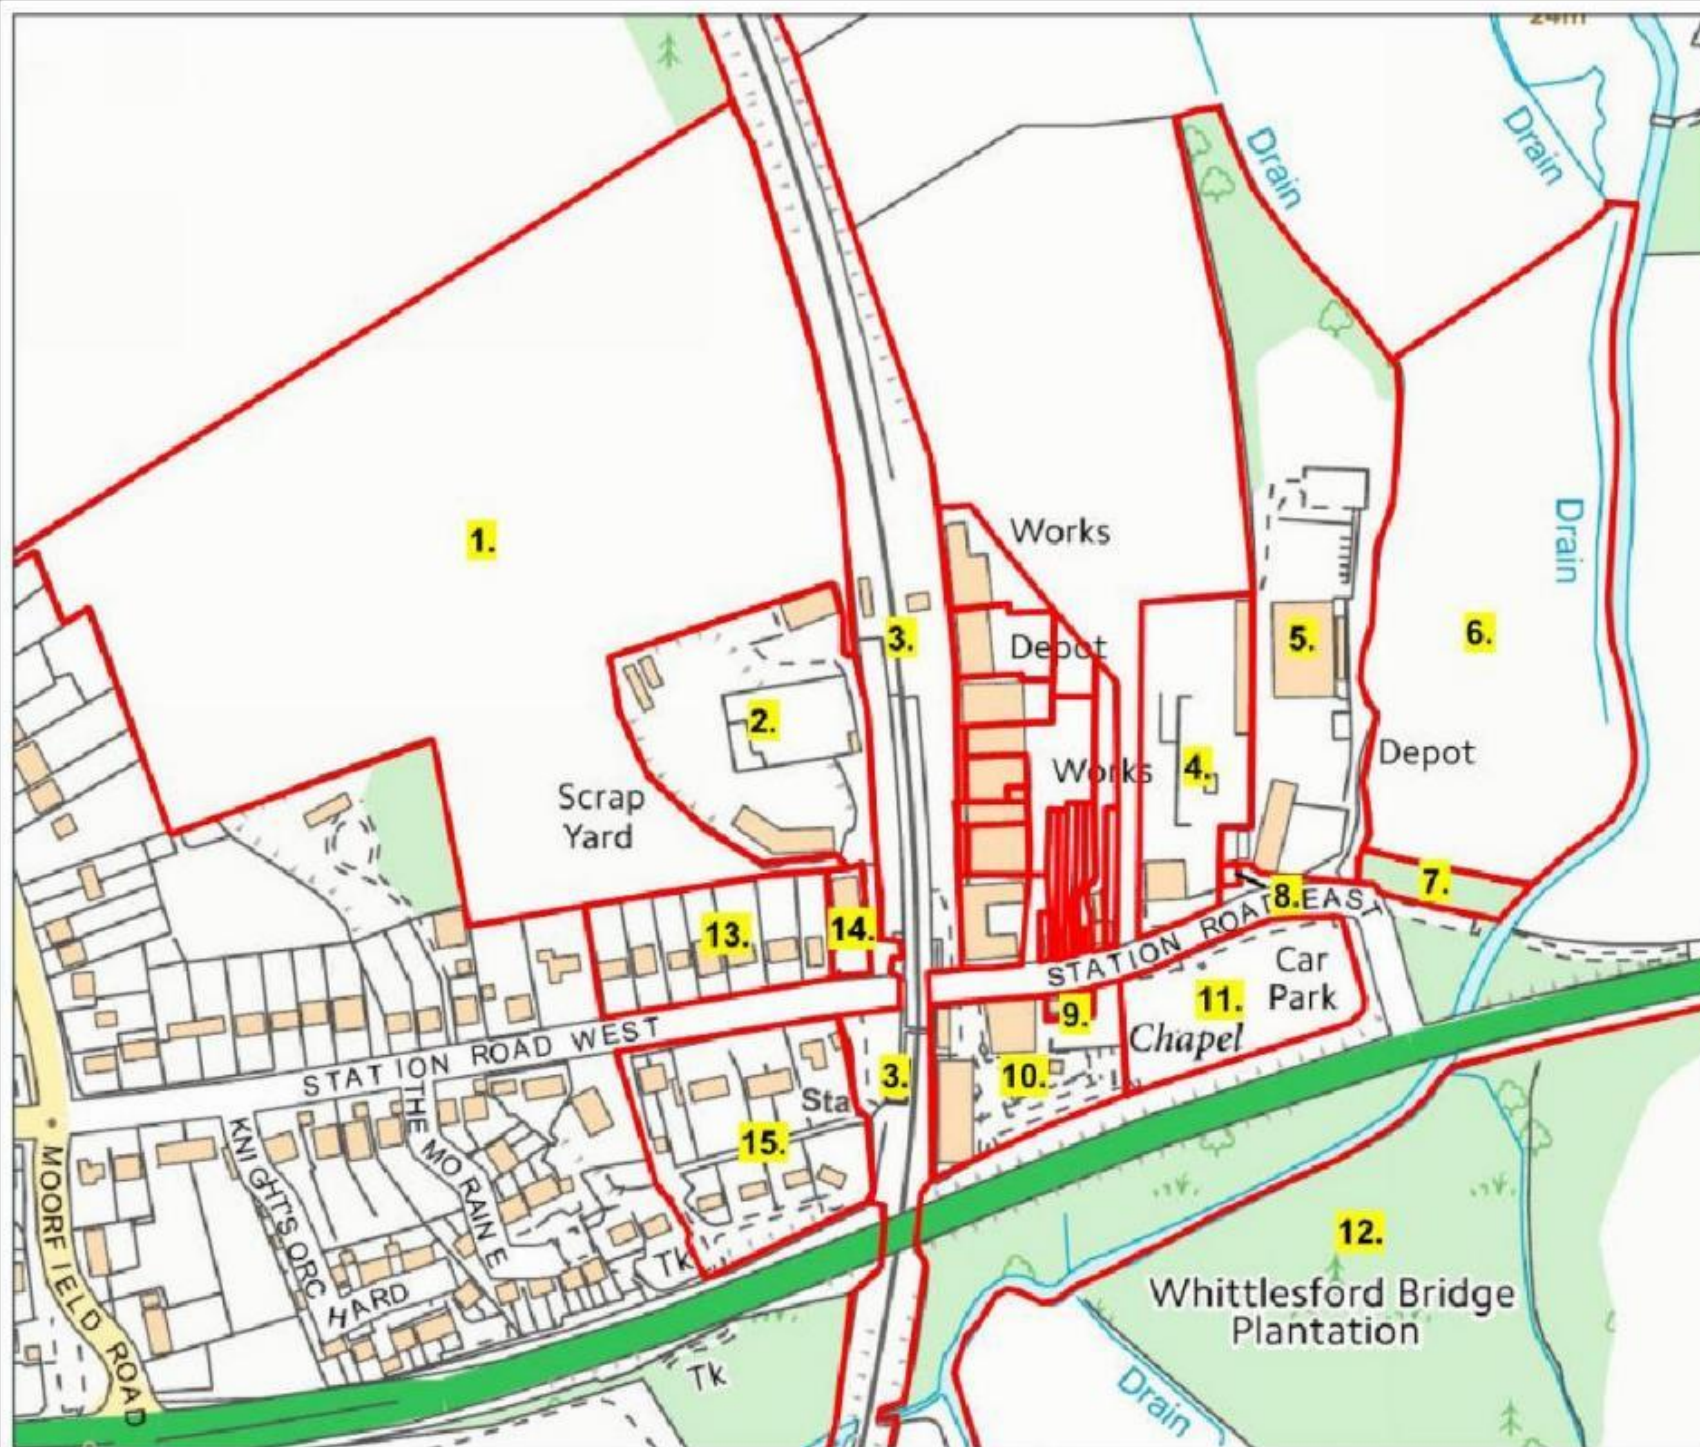 24m
Drain
Drain
1.
Works
Drain
3.
Depot
5.
6.
2.
Works
4.
Depot
Scrap
Yard
7.
8.
13.
14.
STATION ROAD EAST
Car
Park
11.
9.
Chapel
STATION ROAD WEST
3.
10.
Sta
15.
THE MORAINE
KNIGHT'S ORCHARD
MOORFIELD ROAD
Tk
12.
Whittlesford Bridge
Plantation
Tk
Drain